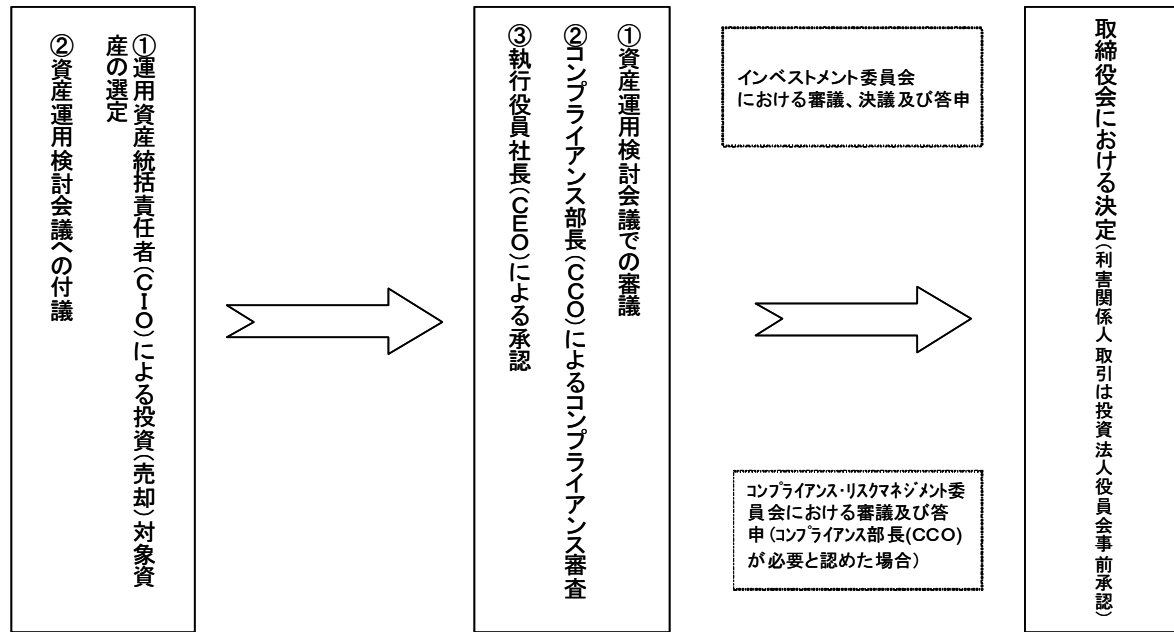 ①運用資産統括責任者(CIO)による投資(売却)対象資
産の選定
②資産運用検討会議への付議
①資産運用検討会議での審議
②コンプライアンス部長(CCO)によるコンプライアンス審査
③執行役員社長(CEO)による承認
インベストメント委員会
における審議、決議及び答申
コンプライアンス・リスクマネジメント委
員会における審議及び答
申(コンプライアンス部長(CCO)
が必要と認めた場合)
取締役会における決定(利害関係人取引は投資法人役員会事前承認)